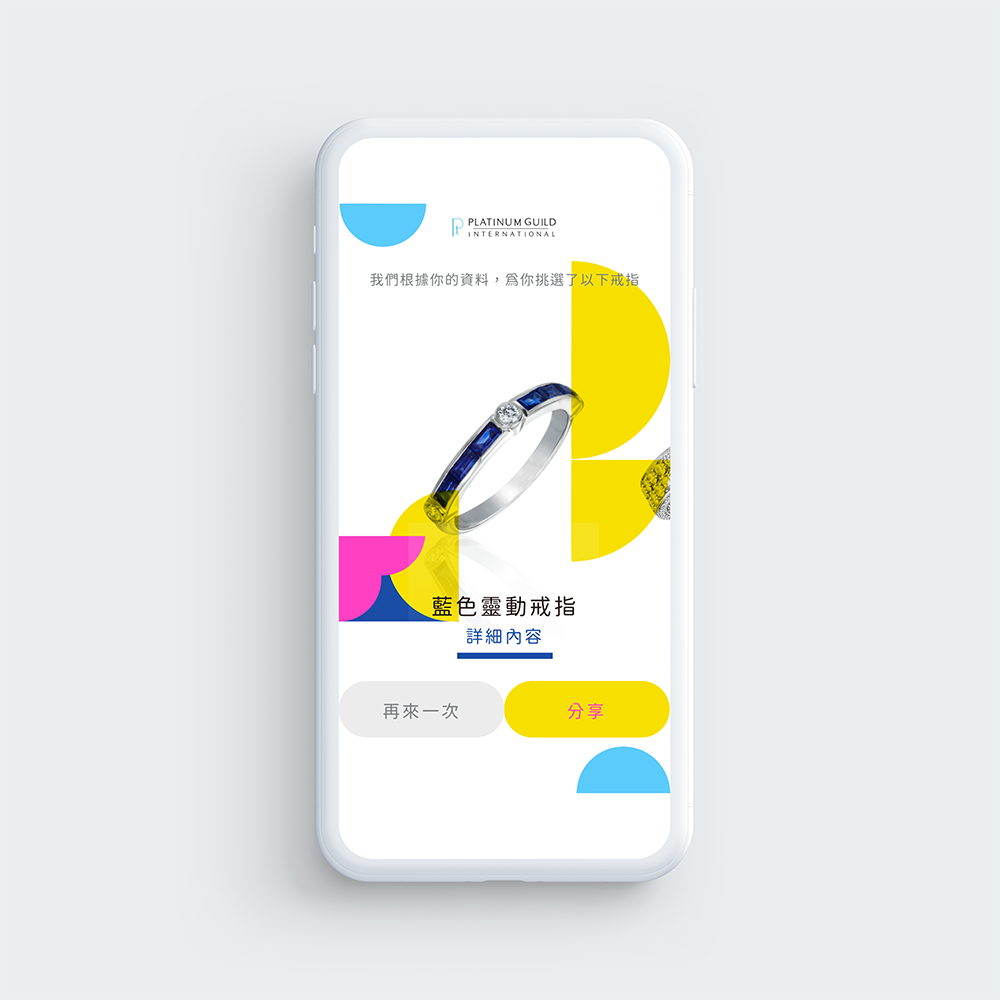 PLATINUM GUILD
INTERNATIONAL
我們根據你的資料，爲你挑選了以下戒指
藍色靈動戒指
詳細內容
再來一次
分享